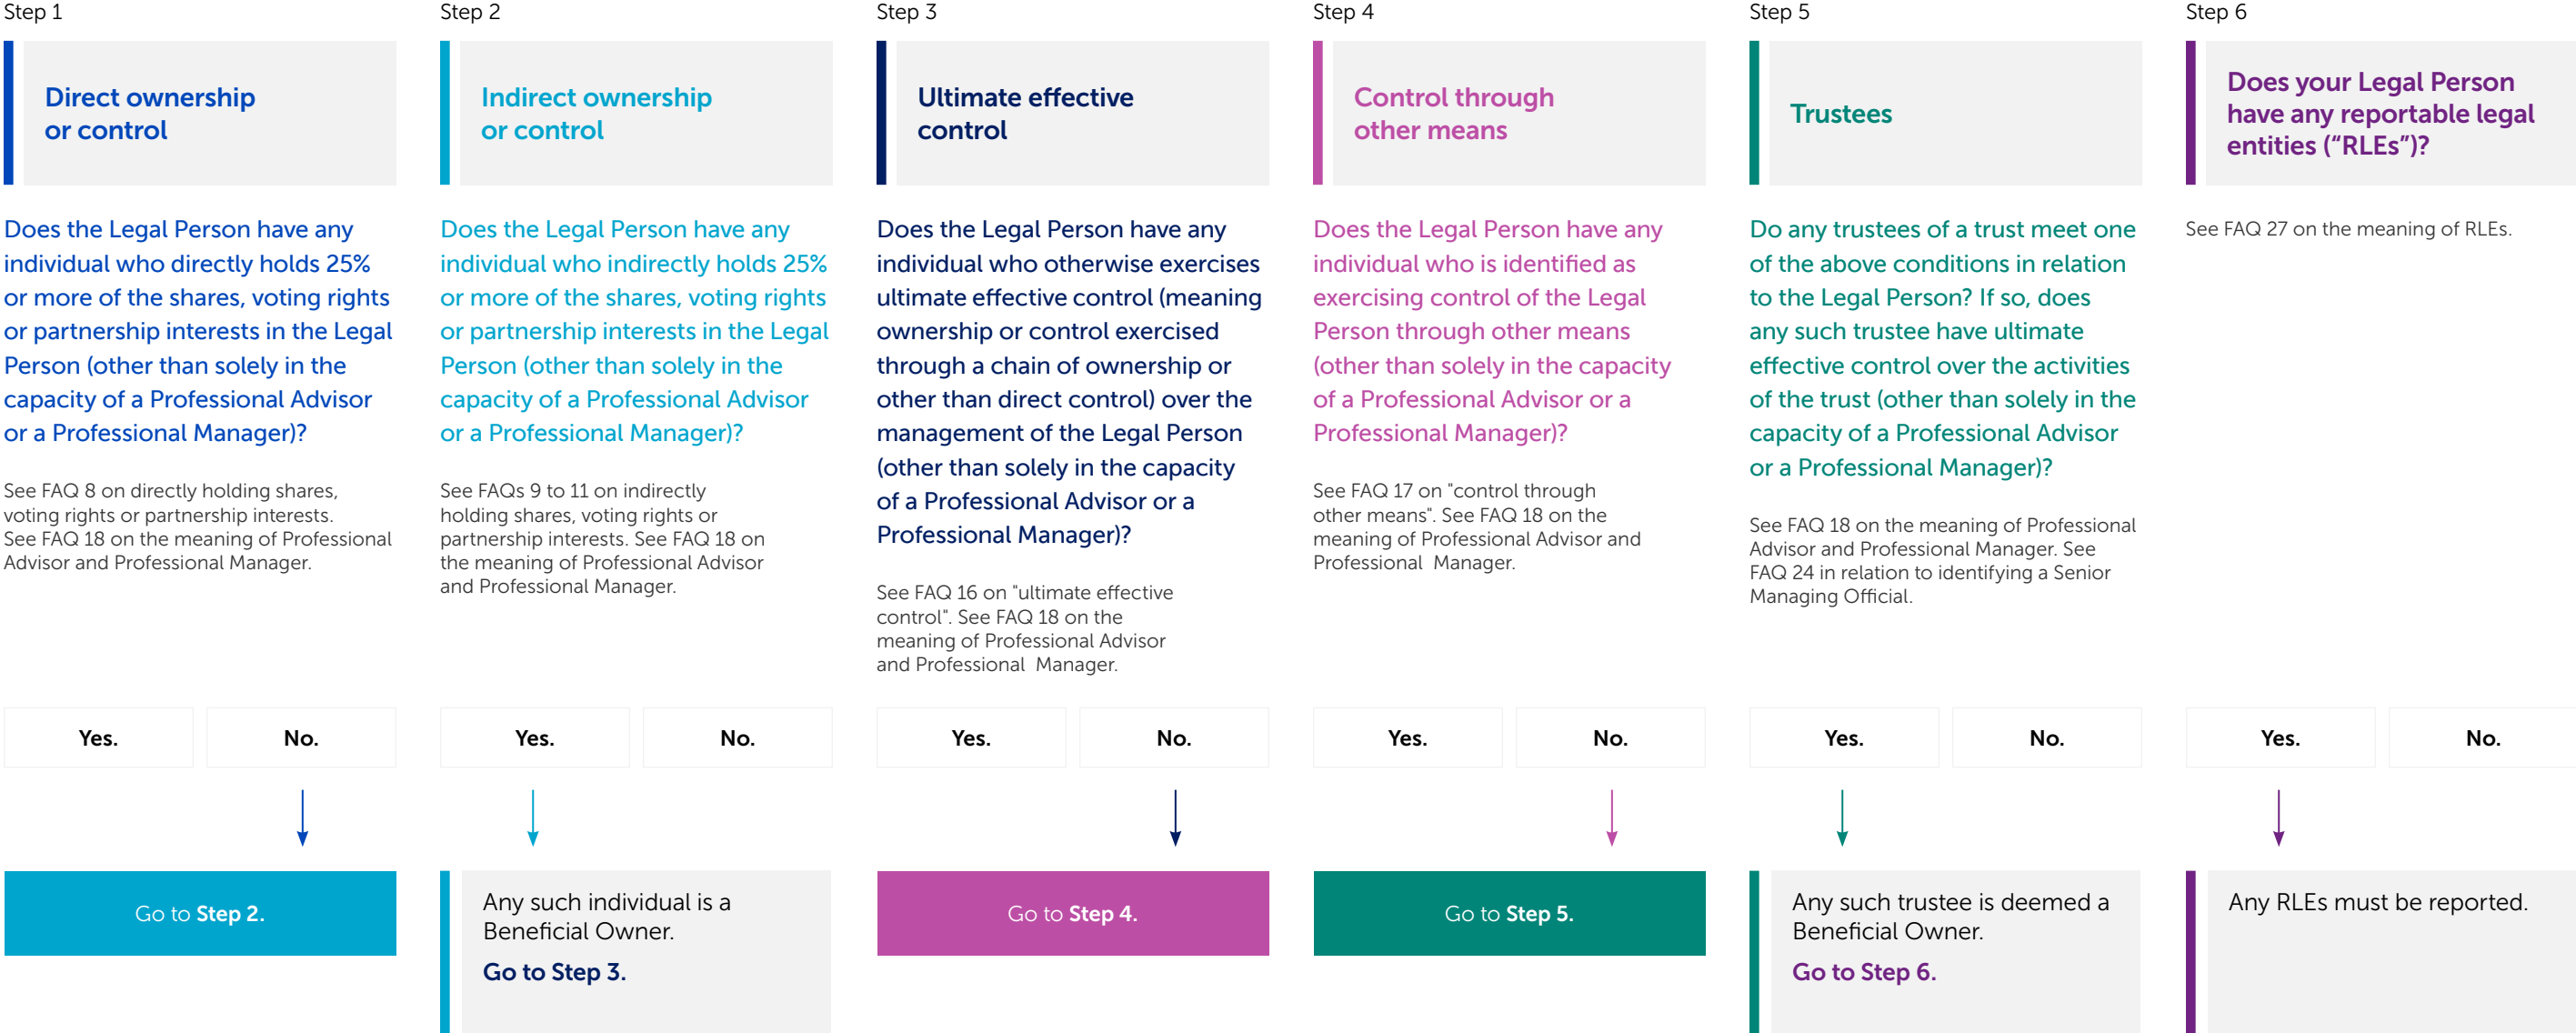 Step 1
Direct ownership
or control
Does the Legal Person have any
individual who directly holds 25%
or more of the shares, voting rights
or partnership interests in the Legal
Person (other than solely in the
capacity of a Professional Advisor
or a Professional Manager)?
See FAQ 8 on directly holding shares,
voting rights or partnership interests.
See FAQ 18 on the meaning of Professional
Advisor and Professional Manager.
Yes.
No.
Go to Step 2.
Step 2
Indirect ownership
or control
Does the Legal Person have any
individual who indirectly holds 25%
or more of the shares, voting rights
or partnership interests in the Legal
Person (other than solely in the
capacity of a Professional Advisor
or a Professional Manager)?
See FAQs 9 to 11 on indirectly
holding shares, voting rights or
partnership interests. See FAQ 18 on
the meaning of Professional Advisor
and Professional Manager.
Yes.
No.
Any such individual is a
Beneficial Owner.
Go to Step 3.
Step 3
Ultimate effective
control
Does the Legal Person have any
individual who otherwise exercises
ultimate effective control (meaning
ownership or control exercised
through a chain of ownership or
other than direct control) over the
management of the Legal Person
(other than solely in the capacity
of a Professional Advisor or a
Professional Manager)?
See FAQ 16 on "ultimate effective
control". See FAQ 18 on the
meaning of Professional Advisor
and Professional Manager.
Yes.
No.
Go to Step 4.
Step 4
Control through
other means
Does the Legal Person have any
individual who is identified as
exercising control of the Legal
Person through other means
(other than solely in the capacity
of a Professional Advisor or a
Professional Manager)?
See FAQ 17 on "control through
other means". See FAQ 18 on the
meaning of Professional Advisor and
Professional Manager.
Yes.
No.
Go to Step 5.
Step 5
Trustees
Do any trustees of a trust meet one
of the above conditions in relation
to the Legal Person? If so, does
any such trustee have ultimate
effective control over the activities
of the trust (other than solely in the
capacity of a Professional Advisor
or a Professional Manager)?
See FAQ 18 on the meaning of Professional
Advisor and Professional Manager. See
FAQ 24 in relation to identifying a Senior
Managing Official.
Yes.
No.
Any such trustee is deemed a
Beneficial Owner.
Go to Step 6.
Step 6
Does your Legal Person
have any reportable legal
entities (“RLEs”)?
See FAQ 27 on the meaning of RLEs.
Yes.
No.
Any RLEs must be reported.